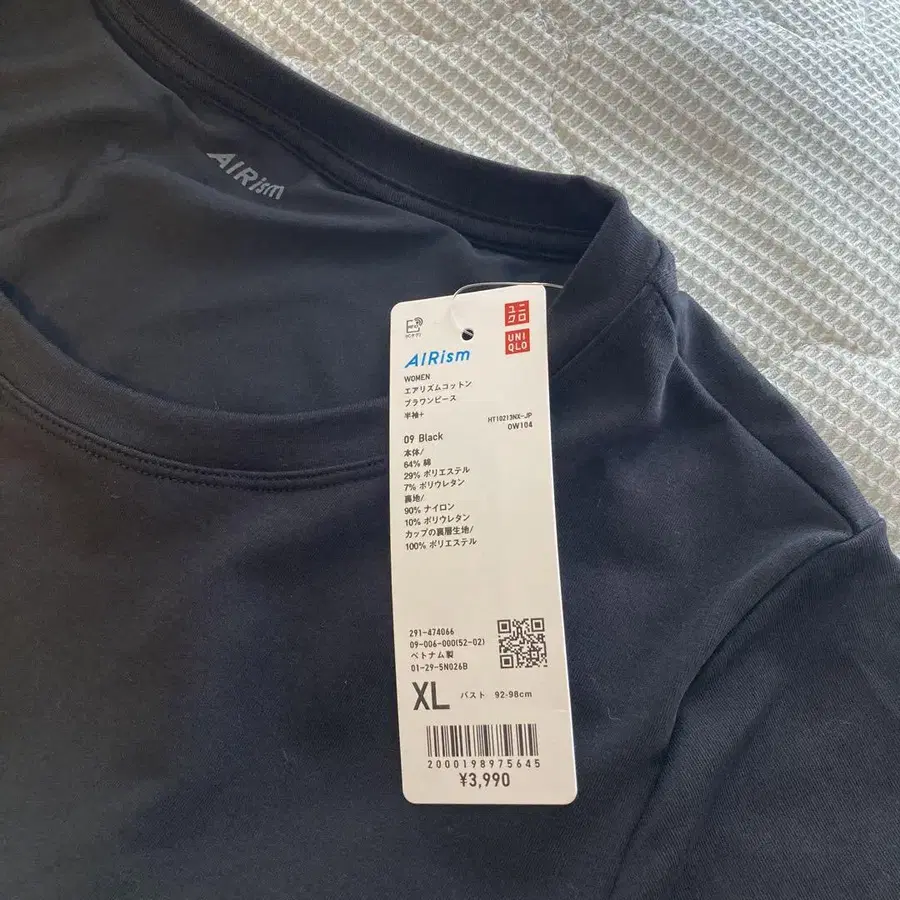 AIRism
ユニ
クロ
UNI
QLO
AIRism
WOMEN
エアリズムコットン
ブラワンピース
半袖+
HT10213NX-JP
OW104
09 Black
本体/
64% 綿
29% ポリエステル
7% ポリウレタン
裏地/
90% ナイロン
10% ポリウレタン
カップの裏層生地/
100% ポリエステル
291-474066
09-006-000(52-02)
ベトナム製
01-29-5N026B
XL バスト 92-98cm
2000198975645
¥3,990